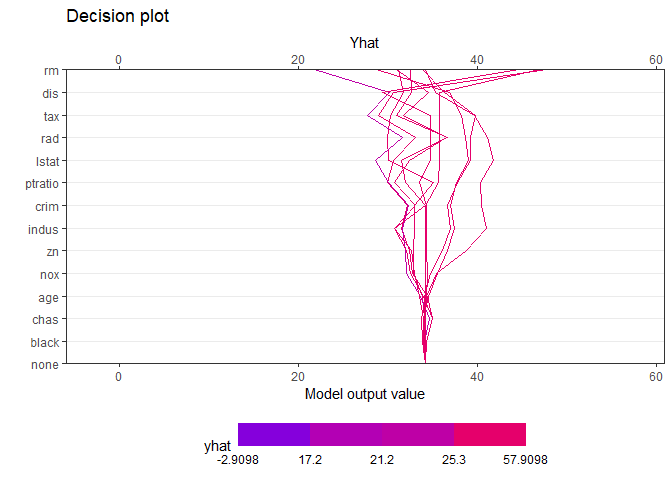 Decision plot
Yhat
0 20 40 60
rm
dis
tax
rad
lstat
ptratio
crim
indus
zn
nox
age
chas
black
none
0 20 40 60
Model output value
yhat
-2.9098 17.2 21.2 25.3 57.9098